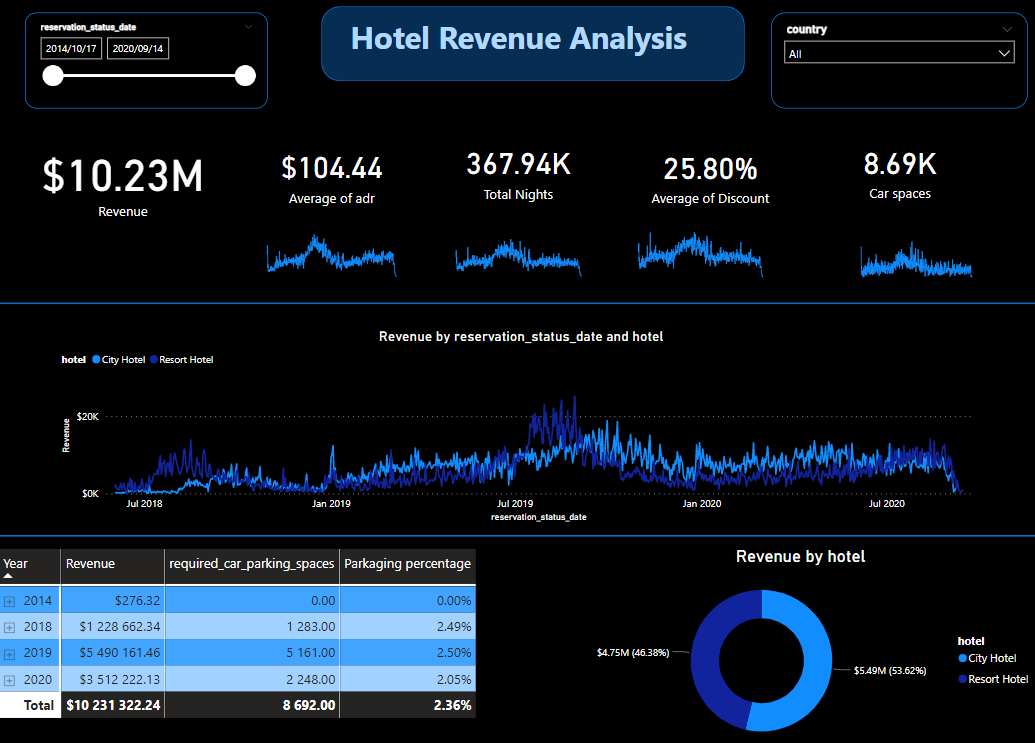 reservation_status_date
2014/10/17 2020/09/14
Hotel Revenue Analysis
country
All
$10.23M
Revenue
$104.44
Average of adr
367.94K
Total Nights
25.80%
Average of Discount
8.69K
Car spaces
Revenue by reservation_status_date and hotel
hotel City Hotel Resort Hotel
Revenue
$20K
$0K
Jul 2018 Jan 2019 Jul 2019 Jan 2020 Jul 2020
reservation_status_date
Year Revenue required_car_parking_spaces Parkaging percentage
2014 $276.32 0.00 0.00%
2018 $1 228 662.34 1 283.00 2.49%
2019 $5 490 161.46 5 161.00 2.50%
2020 $3 512 222.13 2 248.00 2.05%
Total $10 231 322.24 8 692.00 2.36%
Revenue by hotel
$4.75M (46.38%)
$5.49M (53.62%)
hotel
City Hotel
Resort Hotel